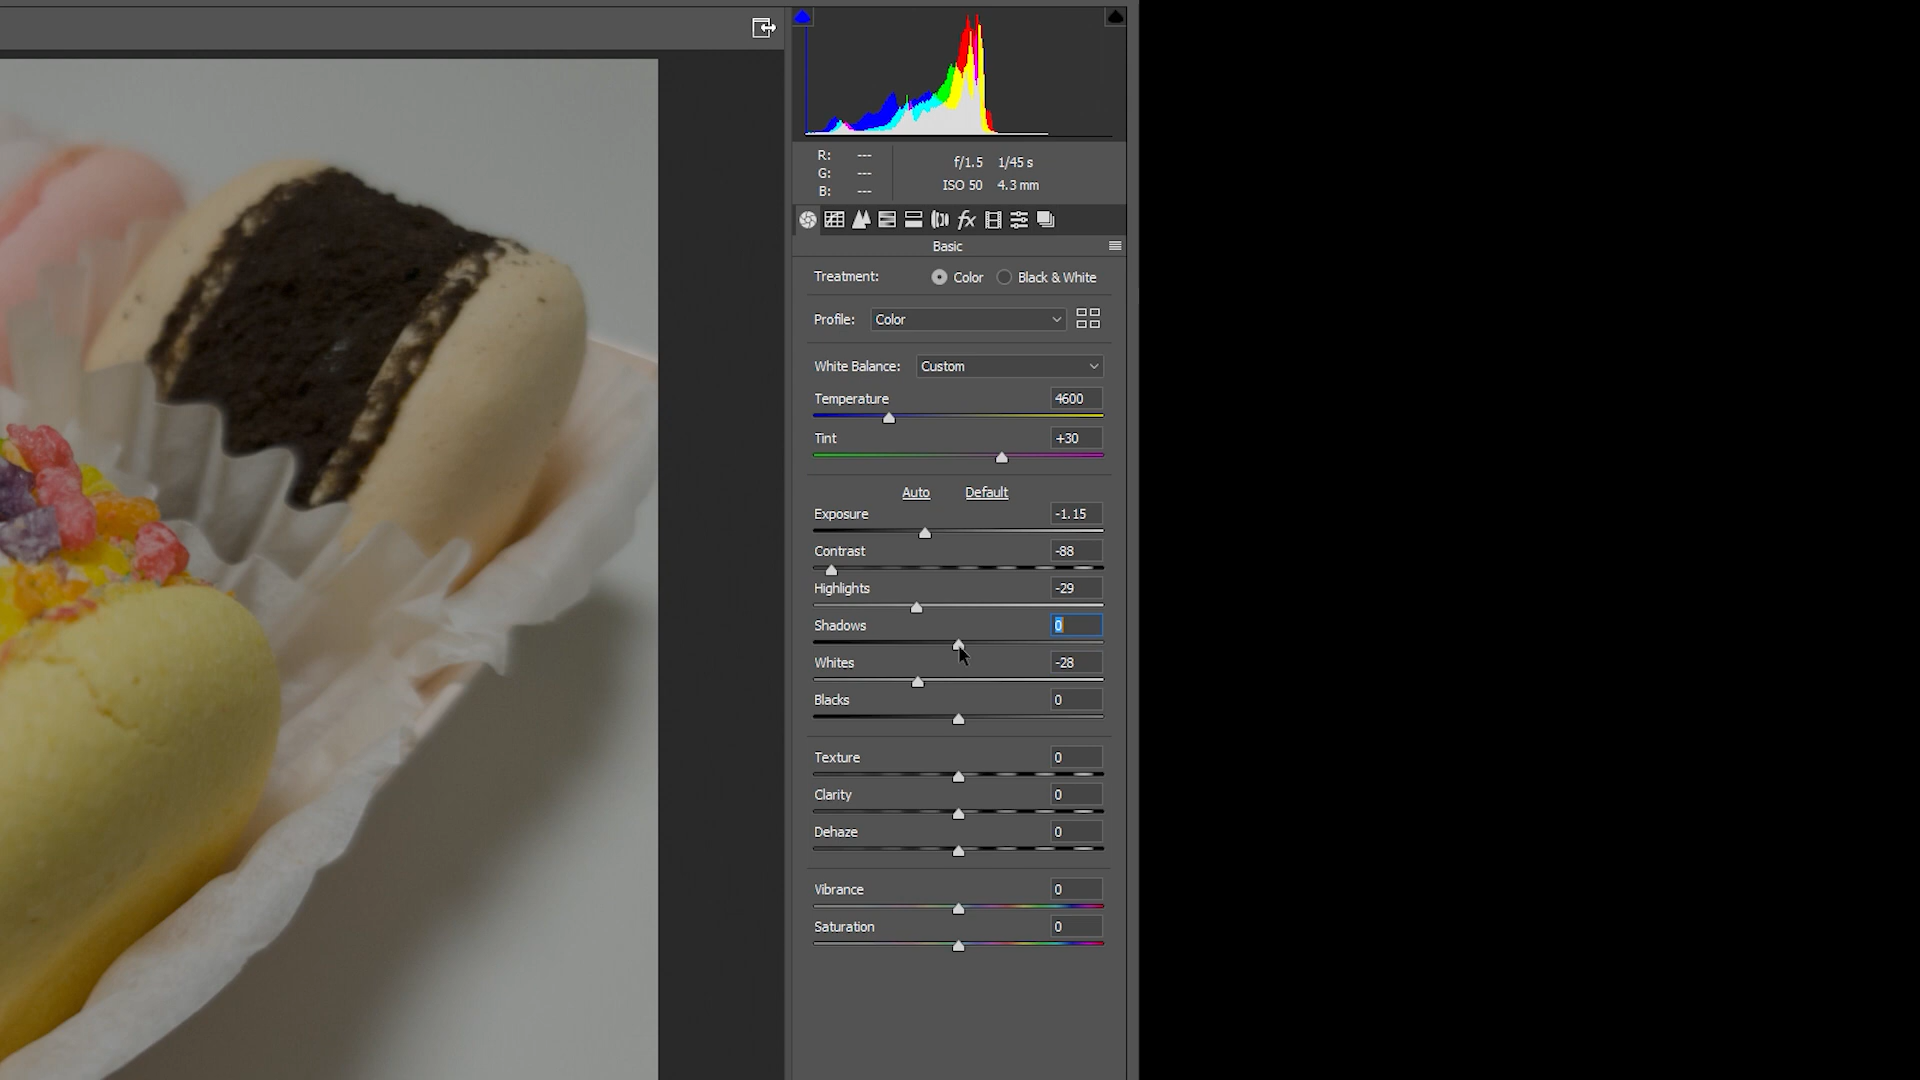 R: ---
G: ---
B: ---
f/1.5 1/45 s
ISO 50 4.3 mm
fx
Basic
Treatment: Color Black & White
Profile: Color
White Balance: Custom
Temperature 4600
Tint +30
Auto Default
Exposure -1.15
Contrast -88
Highlights -29
Shadows 0
Whites -28
Blacks 0
Texture 0
Clarity 0
Dehaze 0
Vibrance 0
Saturation 0